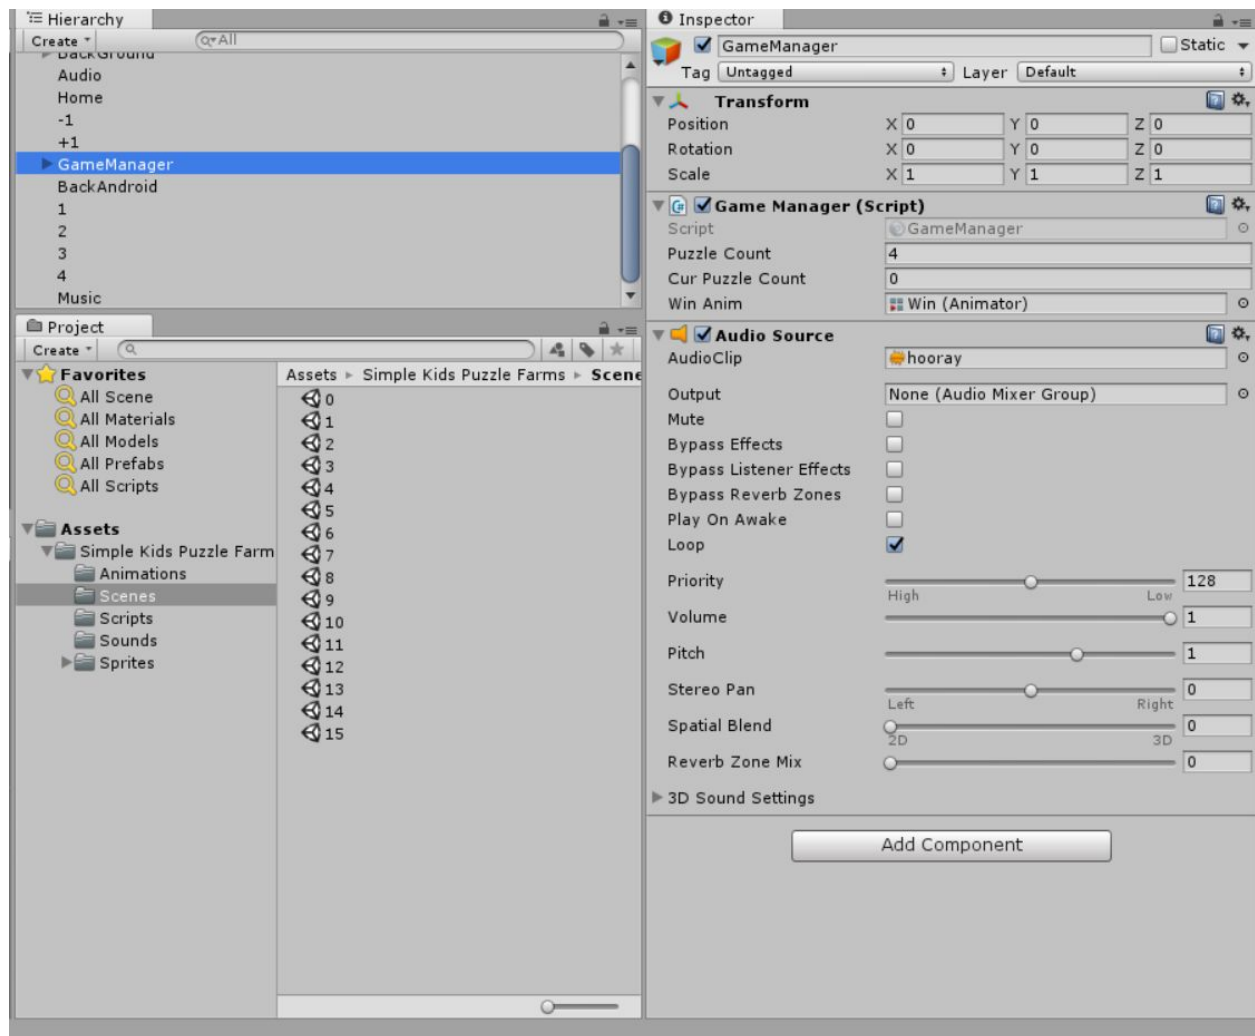 Hierarchy
Create
All
BackGround
Audio
Home
-1
+1
GameManager
BackAndroid
1
2
3
4
Music
Project
Create
Favorites
All Scene
All Materials
All Models
All Prefabs
All Scripts
Assets
Simple Kids Puzzle Farm
Animations
Scenes
Scripts
Sounds
Sprites
Assets Simple Kids Puzzle Farms Scene
0
1
2
3
4
5
6
7
8
9
10
11
12
13
14
15
Inspector
GameManager Static
Tag Untagged Layer Default
Transform
Position X 0 Y 0 Z 0
Rotation X 0 Y 0 Z 0
Scale X 1 Y 1 Z 1
Game Manager (Script)
Script GameManager
Puzzle Count 4
Cur Puzzle Count 0
Win Anim Win (Animator)
Audio Source
AudioClip hooray
Output None (Audio Mixer Group)
Mute
Bypass Effects
Bypass Listener Effects
Bypass Reverb Zones
Play On Awake
Loop
Priority 128
High Low
Volume 1
Pitch 1
Stereo Pan 0
Left Right
Spatial Blend 0
2D 3D
Reverb Zone Mix 0
3D Sound Settings
Add Component